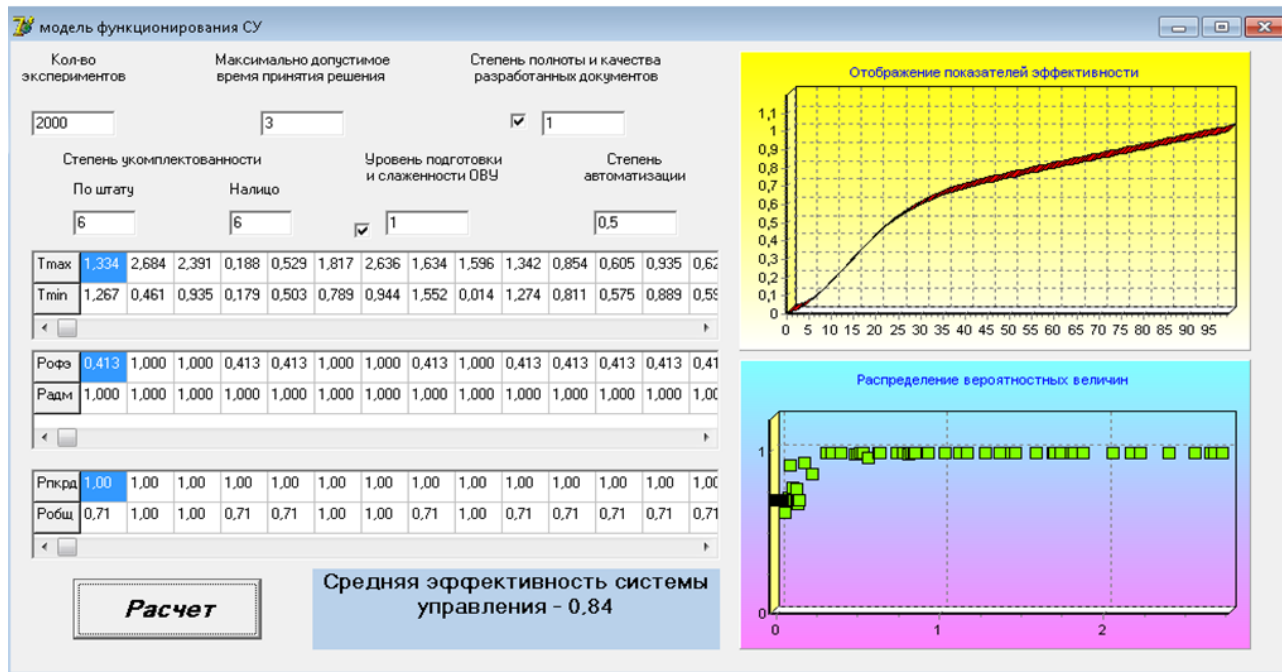 модель функционирования СУ
Кол-во
экспериментов
Максимально допустимое
время принятия решения
Степень полноты и качества
разработанных документов
2000
3
1
Степень укомплектованности
Уровень подготовки
и слаженности ОВУ
Степень
автоматизации
По штату
Налицо
6
6
1
0,5
Tmax 1,334 2,684 2,391 0,188 0,529 1,817 2,636 1,634 1,596 1,342 0,854 0,605 0,935
Tmin 1,267 0,461 0,935 0,179 0,503 0,789 0,944 1,552 0,014 1,274 0,811 0,575 0,889
Pофэ 0,413 1,000 1,000 0,413 0,413 1,000 1,000 0,413 1,000 0,413 0,413 0,413 0,413
Pадм 1,000 1,000 1,000 1,000 1,000 1,000 1,000 1,000 1,000 1,000 1,000 1,000 1,000
Pпкрд 1,00 1,00 1,00 1,00 1,00 1,00 1,00 1,00 1,00 1,00 1,00 1,00 1,00
Pобщ 0,71 1,00 1,00 0,71 0,71 1,00 1,00 0,71 1,00 0,71 0,71 0,71 0,71
Расчет
Средняя эффективность системы
управления - 0,84
Отображение показателей эффективности
1,1
1
0,9
0,8
0,7
0,6
0,5
0,4
0,3
0,2
0,1
0
0 5 10 15 20 25 30 35 40 45 50 55 60 65 70 75 80 85 90 95
Распределение вероятностных величин
1
0
0 1 2